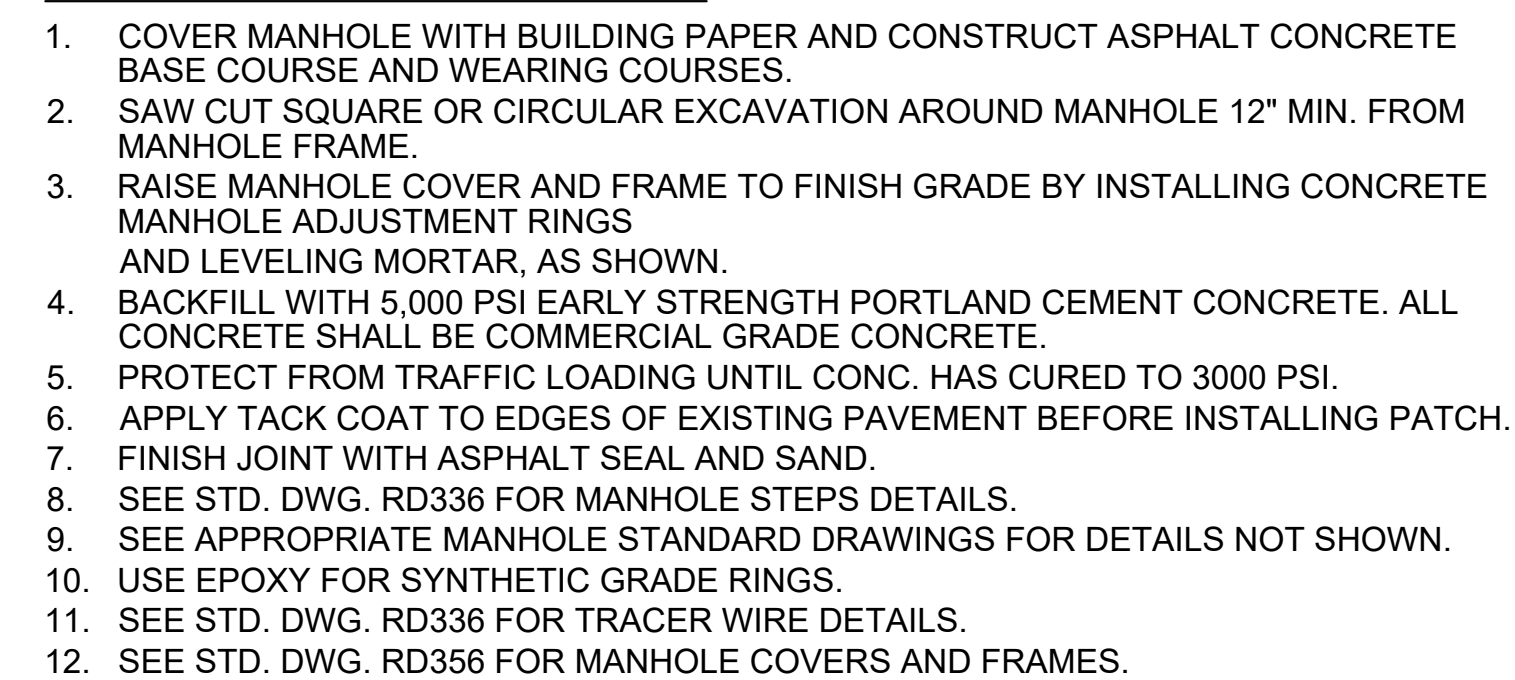 1. COVER MANHOLE WITH BUILDING PAPER AND CONSTRUCT ASPHALT CONCRETE
BASE COURSE AND WEARING COURSES.
2. SAW CUT SQUARE OR CIRCULAR EXCAVATION AROUND MANHOLE 12" MIN. FROM
MANHOLE FRAME.
3. RAISE MANHOLE COVER AND FRAME TO FINISH GRADE BY INSTALLING CONCRETE
MANHOLE ADJUSTMENT RINGS
AND LEVELING MORTAR, AS SHOWN.
4. BACKFILL WITH 5,000 PSI EARLY STRENGTH PORTLAND CEMENT CONCRETE. ALL
CONCRETE SHALL BE COMMERCIAL GRADE CONCRETE.
5. PROTECT FROM TRAFFIC LOADING UNTIL CONC. HAS CURED TO 3000 PSI.
6. APPLY TACK COAT TO EDGES OF EXISTING PAVEMENT BEFORE INSTALLING PATCH.
7. FINISH JOINT WITH ASPHALT SEAL AND SAND.
8. SEE STD. DWG. RD336 FOR MANHOLE STEPS DETAILS.
9. SEE APPROPRIATE MANHOLE STANDARD DRAWINGS FOR DETAILS NOT SHOWN.
10. USE EPOXY FOR SYNTHETIC GRADE RINGS.
11. SEE STD. DWG. RD336 FOR TRACER WIRE DETAILS.
12. SEE STD. DWG. RD356 FOR MANHOLE COVERS AND FRAMES.